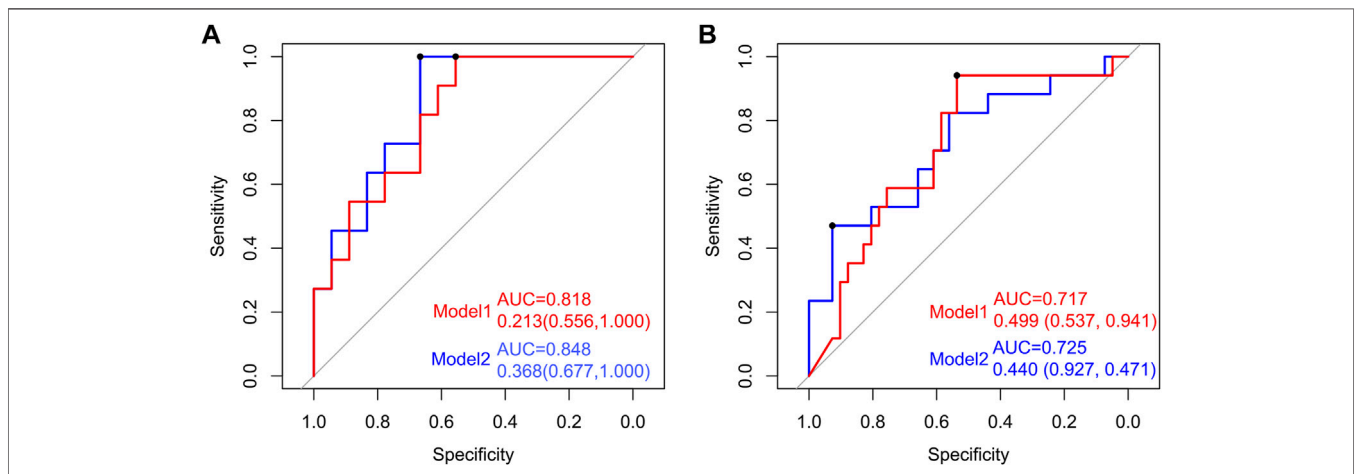 A
1.0
0.8
0.6
0.4
0.2
0.0
Sensitivity
Model1 AUC=0.818
0.213(0.556,1.000)
Model2 AUC=0.848
0.368(0.677,1.000)
1.0 0.8 0.6 0.4 0.2 0.0
Specificity
B
1.0
0.8
0.6
0.4
0.2
0.0
Sensitivity
Model1 AUC=0.717
0.499 (0.537, 0.941)
Model2 AUC=0.725
0.440 (0.927, 0.471)
1.0 0.8 0.6 0.4 0.2 0.0
Specificity